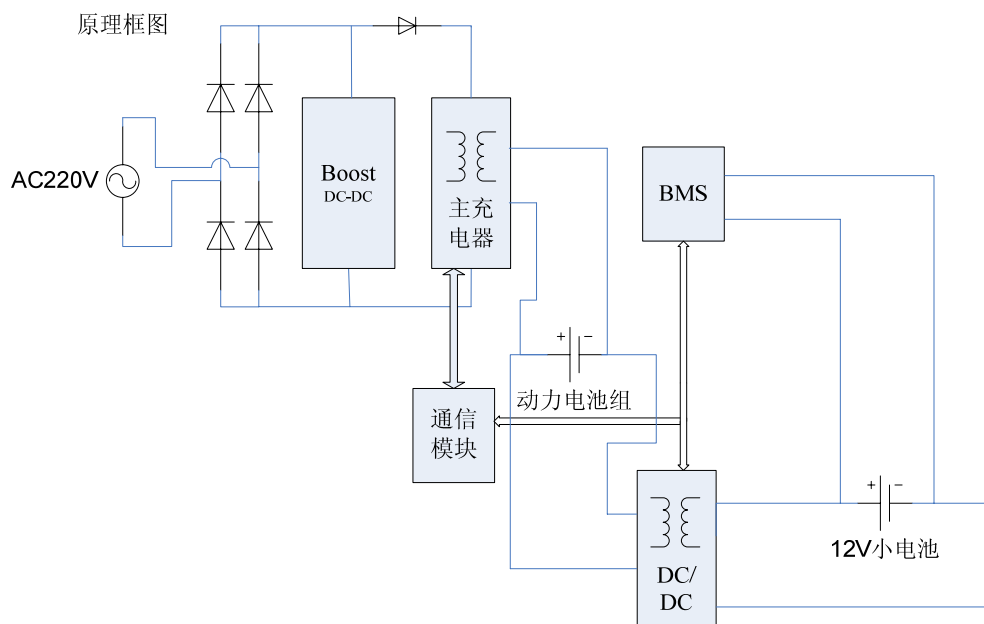 原理框图
AC220V
Boost
DC-DC
主充
电器
BMS
+ −
动力电池组
通信
模块
+ −
12V小电池
DC/
DC